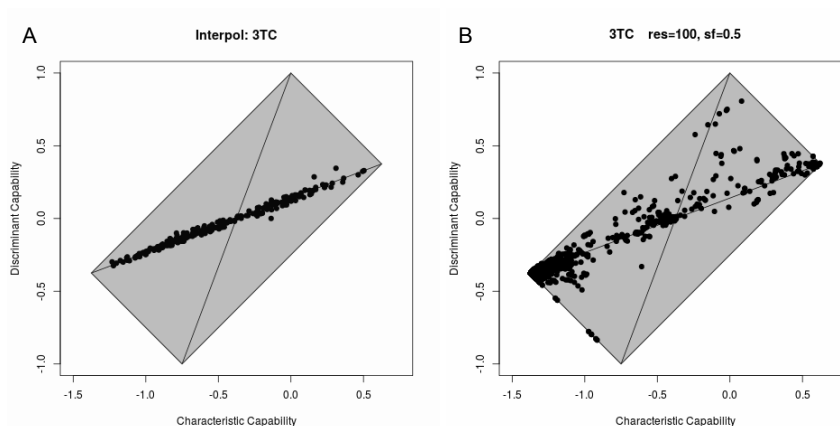 A
Interpol: 3TC
Discriminant Capability
1.0
0.5
0.0
-0.5
-1.0
-1.5
-1.0
-0.5
0.0
0.5
Characteristic Capability
B
3TC res=100, sf=0.5
Discriminant Capability
1.0
0.5
0.0
-0.5
-1.0
-1.5
-1.0
-0.5
0.0
0.5
Characteristic Capability